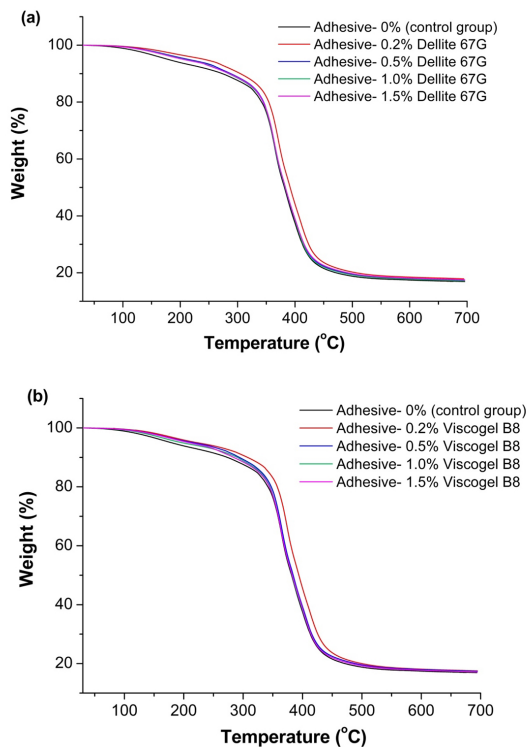 (a)
Adhesive- 0% (control group)
Adhesive- 0.2% Dellite 67G
Adhesive- 0.5% Dellite 67G
Adhesive- 1.0% Dellite 67G
Adhesive- 1.5% Dellite 67G
100
80
60
40
20
Weight (%)
100 200 300 400 500 600 700
Temperature (°C)
(b)
Adhesive- 0% (control group)
Adhesive- 0.2% Viscogel B8
Adhesive- 0.5% Viscogel B8
Adhesive- 1.0% Viscogel B8
Adhesive- 1.5% Viscogel B8
100
80
60
40
20
Weight (%)
100 200 300 400 500 600 700
Temperature (°C)